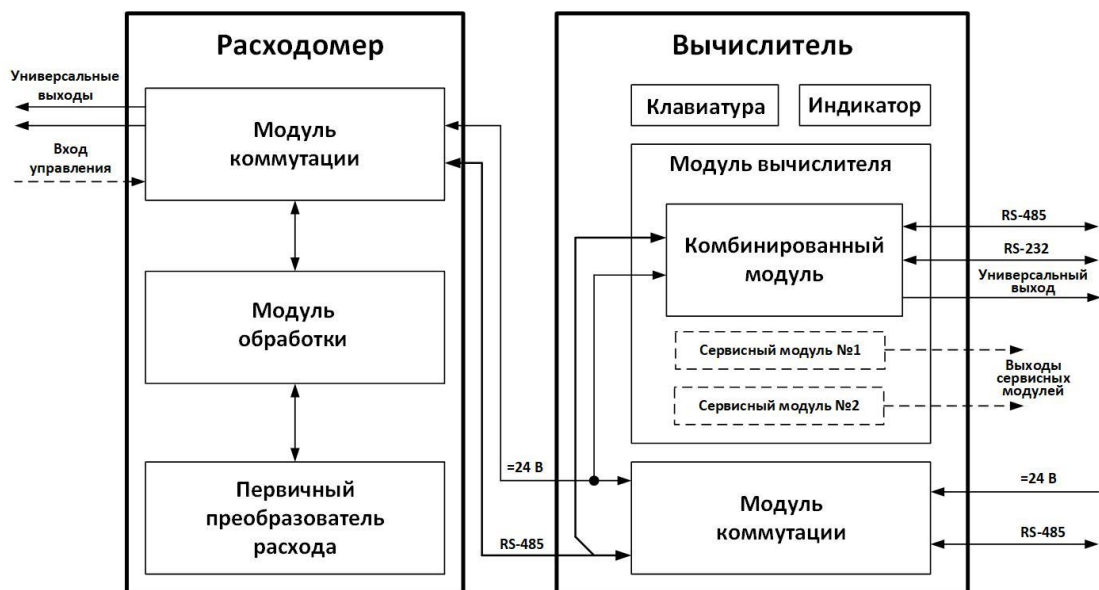 Расходомер
Универсальные
выходы
Модуль
коммутации
Вход
управления
Модуль
обработки
Первичный
преобразователь
расхода
=24 В
RS-485
Вычислитель
Клавиатура
Индикатор
Модуль вычислителя
Комбинированный
модуль
RS-485
RS-232
Универсальный
выход
Сервисный модуль №1
Сервисный модуль №2
Выходы
сервисных
модулей
Модуль
коммутации
=24 В
RS-485